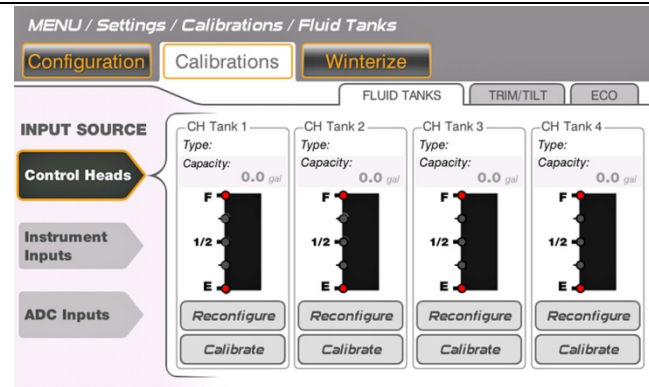 MENU / Settings / Calibrations / Fluid Tanks
Configuration Calibrations Winterize
FLUID TANKS TRIM/TILT ECO
INPUT SOURCE
Control Heads
Instrument
Inputs
ADC Inputs
CH Tank 1
Type:
Capacity:
0.0 gal
F
1/2
E
Reconfigure
Calibrate
CH Tank 2
Type:
Capacity:
0.0 gal
F
1/2
E
Reconfigure
Calibrate
CH Tank 3
Type:
Capacity:
0.0 gal
F
1/2
E
Reconfigure
Calibrate
CH Tank 4
Type:
Capacity:
0.0 gal
F
1/2
E
Reconfigure
Calibrate